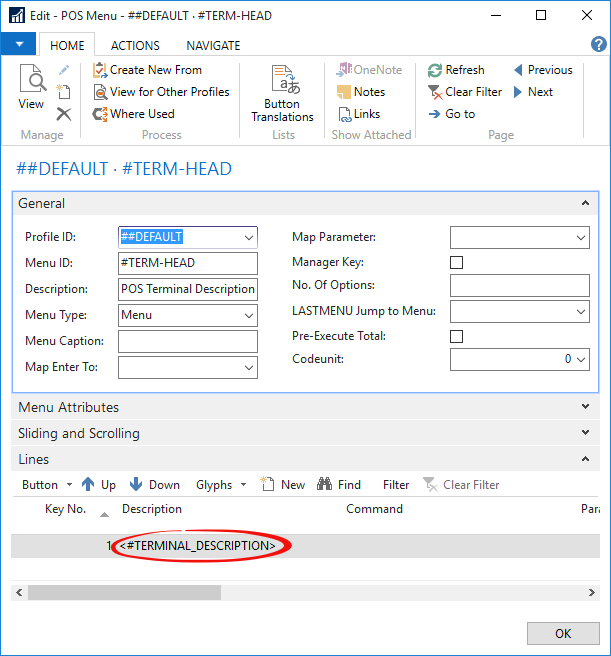 Edit - POS Menu - ##DEFAULT · #TERM-HEAD
HOME ACTIONS NAVIGATE
View
Manage
Create New From
View for Other Profiles
Where Used
Process
Button Translations
Lists
OneNote
Notes
Links
Show Attached
Refresh
Clear Filter
Go to
Previous
Next
Page
##DEFAULT · #TERM-HEAD
General
Profile ID: ##DEFAULT
Menu ID: #TERM-HEAD
Description: POS Terminal Description
Menu Type: Menu
Menu Caption:
Map Enter To:
Map Parameter:
Manager Key:
No. Of Options:
LASTMENU Jump to Menu:
Pre-Execute Total:
Codeunit: 0
Menu Attributes
Sliding and Scrolling
Lines
Button Up Down Glyphs New Find Filter Clear Filter
Key No. Description Command Para
1 <#TERMINAL_DESCRIPTION>
OK